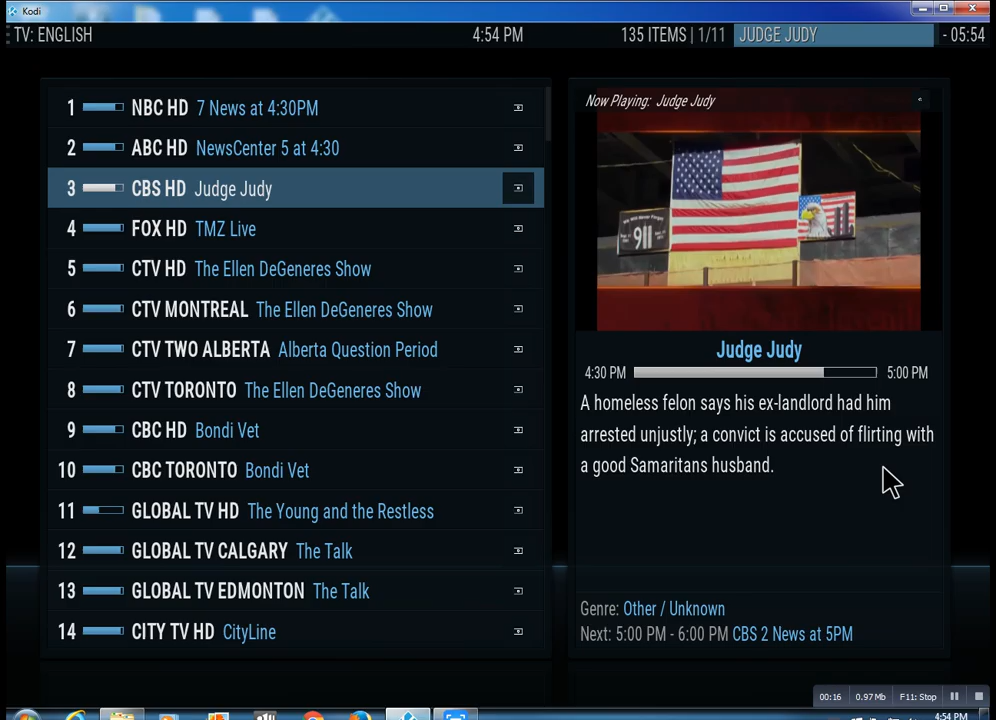 Kodi
TV: ENGLISH
4:54 PM
135 ITEMS | 1/11
JUDGE JUDY
- 05:54
1 NBC HD 7 News at 4:30PM
2 ABC HD NewsCenter 5 at 4:30
3 CBS HD Judge Judy
4 FOX HD TMZ Live
5 CTV HD The Ellen DeGeneres Show
6 CTV MONTREAL The Ellen DeGeneres Show
7 CTV TWO ALBERTA Alberta Question Period
8 CTV TORONTO The Ellen DeGeneres Show
9 CBC HD Bondi Vet
10 CBC TORONTO Bondi Vet
11 GLOBAL TV HD The Young and the Restless
12 GLOBAL TV CALGARY The Talk
13 GLOBAL TV EDMONTON The Talk
14 CITY TV HD CityLine
Now Playing: Judge Judy
911
Judge Judy
4:30 PM 5:00 PM
A homeless felon says his ex-landlord had him
arrested unjustly; a convict is accused of flirting with
a good Samaritans husband.
Genre: Other / Unknown
Next: 5:00 PM - 6:00 PM CBS 2 News at 5PM
00:16 0.97 Mb F11: Stop
4:54 PM